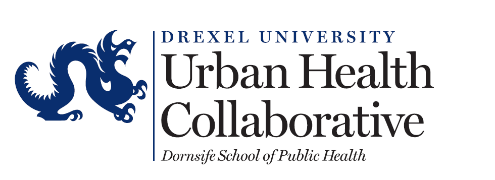 DREXEL UNIVERSITY
Urban Health
Collaborative
Dornsife School of Public Health